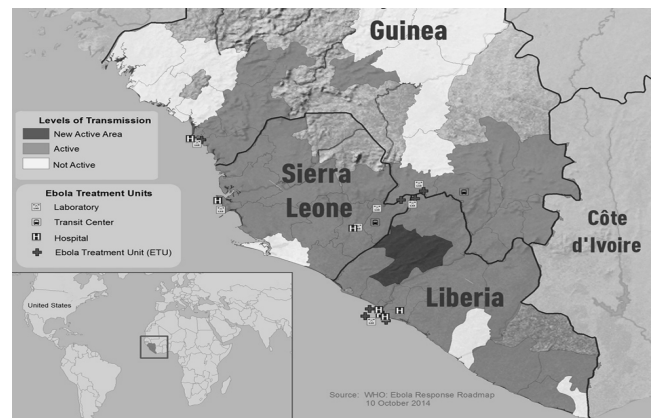 Guinea
Levels of Transmission
New Active Area
Active
Not Active
Ebola Treatment Units
Laboratory
Transit Center
H Hospital
Ebola Treatment Unit (ETU)
Sierra
Leone
Côte
d'Ivoire
Liberia
United States
Source: WHO: Ebola Response Roadmap
10 October 2014